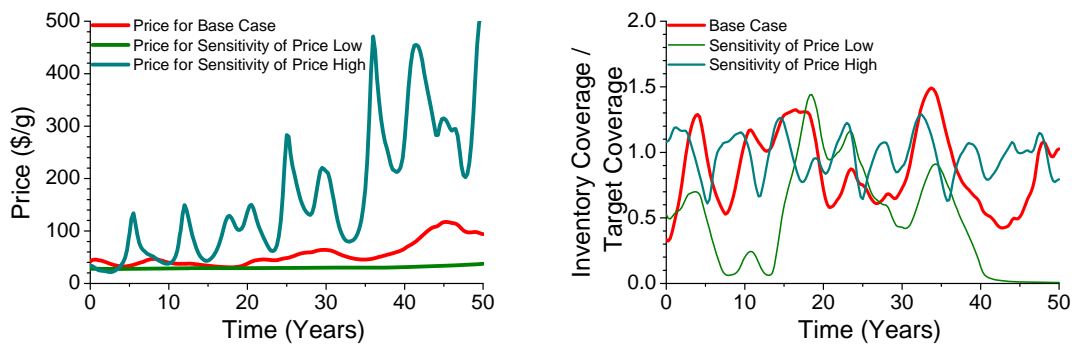 Price ($/g)
500
400
300
200
100
0
Price for Base Case
Price for Sensitivity of Price Low
Price for Sensitivity of Price High
0 10 20 30 40 50
Time (Years)
Inventory Coverage /
Target Coverage
2.0
1.5
1.0
0.5
0.0
Base Case
Sensitivity of Price Low
Sensitivity of Price High
0 10 20 30 40 50
Time (Years)